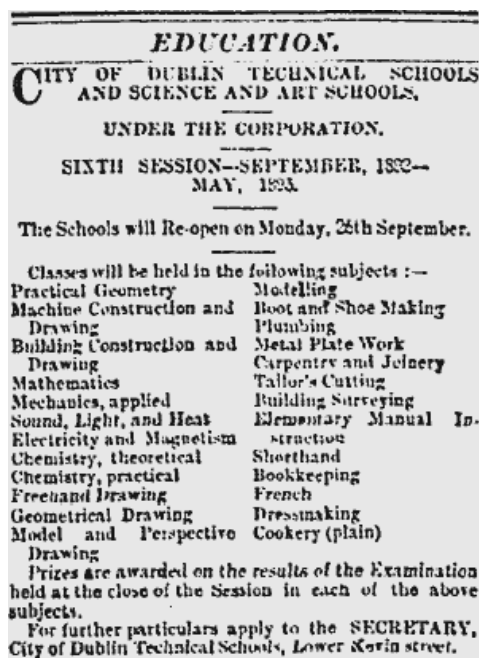 EDUCATION.
CITY OF DUBLIN TECHNICAL SCHOOLS
AND SCIENCE AND ART SCHOOLS,
UNDER THE CORPORATION.
SIXTH SESSION—SEPTEMBER, 1892—
MAY, 1893.
The Schools will Re-open on Monday, 26th September.
Classes will be held in the following subjects :—
Practical Geometry
Machine Construction and
Drawing
Building Construction and
Drawing
Mathematics
Mechanics, applied
Sound, Light, and Heat
Electricity and Magnetism
Chemistry, theoretical
Chemistry, practical
Freehand Drawing
Geometrical Drawing
Model and Perspective
Drawing
Modelling
Boot and Shoe Making
Plumbing
Metal Plate Work
Carpentry and Joinery
Tailor's Cutting
Building Surveying
Elementary Manual In-
struction
Shorthand
Bookkeeping
French
Dressmaking
Cookery (plain)
Prizes are awarded on the results of the Examination
held at the close of the Session in each of the above
subjects.
For further particulars apply to the SECRETARY,
City of Dublin Technical Schools, Lower Kevin street.